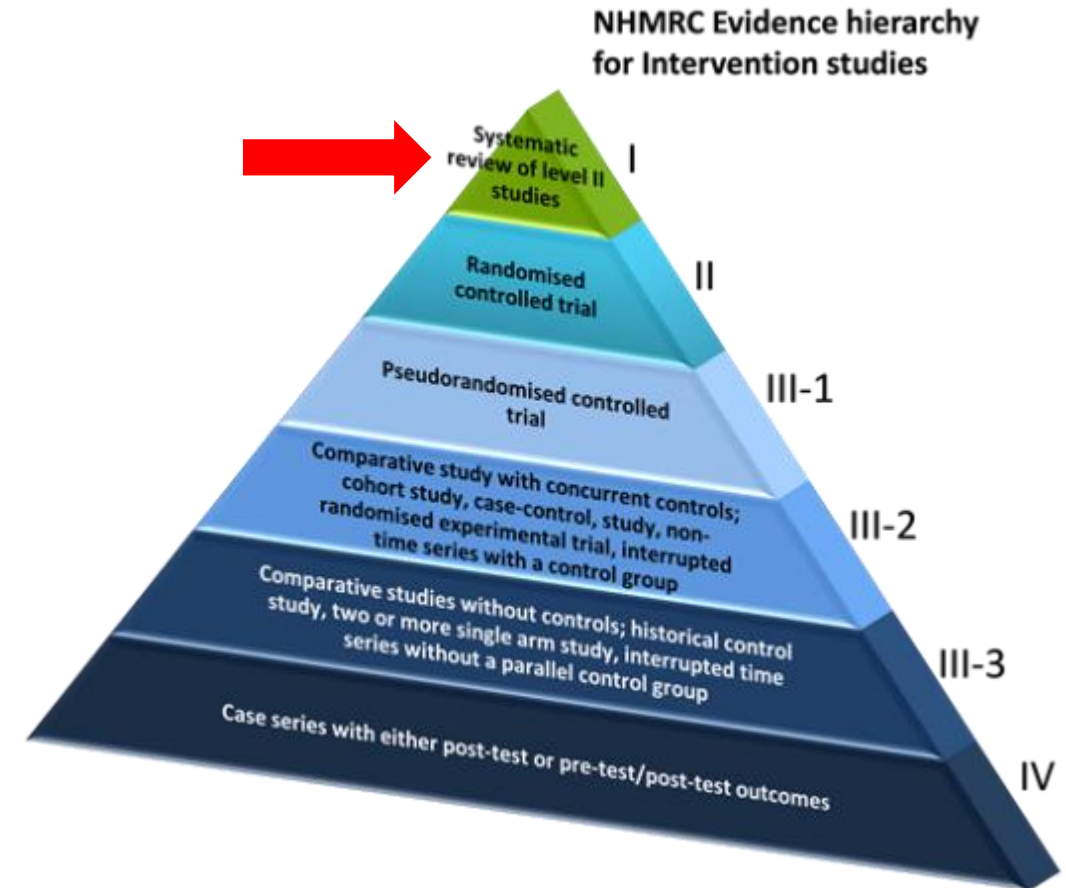 NHMRC Evidence hierarchy
for Intervention studies
Systematic
review of level II
studies
I
Randomised
controlled trial
II
Pseudorandomised controlled
trial
III-1
Comparative study with concurrent controls;
cohort study, case-control, study, non-
randomised experimental trial, interrupted
time series with a control group
III-2
Comparative studies without controls; historical control
study, two or more single arm study, interrupted time
series without a parallel control group
III-3
Case series with either post-test or pre-test/post-test outcomes
IV